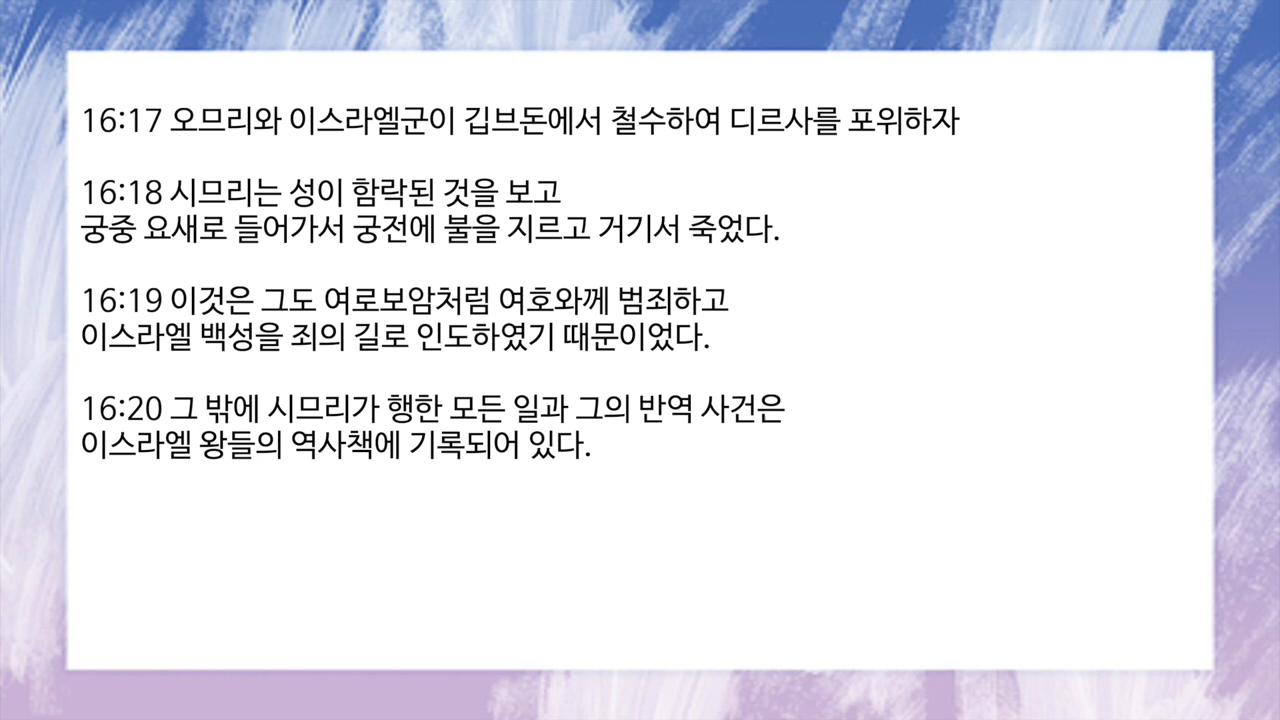 16:17 오므리와 이스라엘군이 깁브돈에서 철수하여 디르사를 포위하자
16:18 시므리는 성이 함락된 것을 보고
궁중 요새로 들어가서 궁전에 불을 지르고 거기서 죽었다.
16:19 이것은 그도 여로보암처럼 여호와께 범죄하고
이스라엘 백성을 죄의 길로 인도하였기 때문이었다.
16:20 그 밖에 시므리가 행한 모든 일과 그의 반역 사건은
이스라엘 왕들의 역사책에 기록되어 있다.